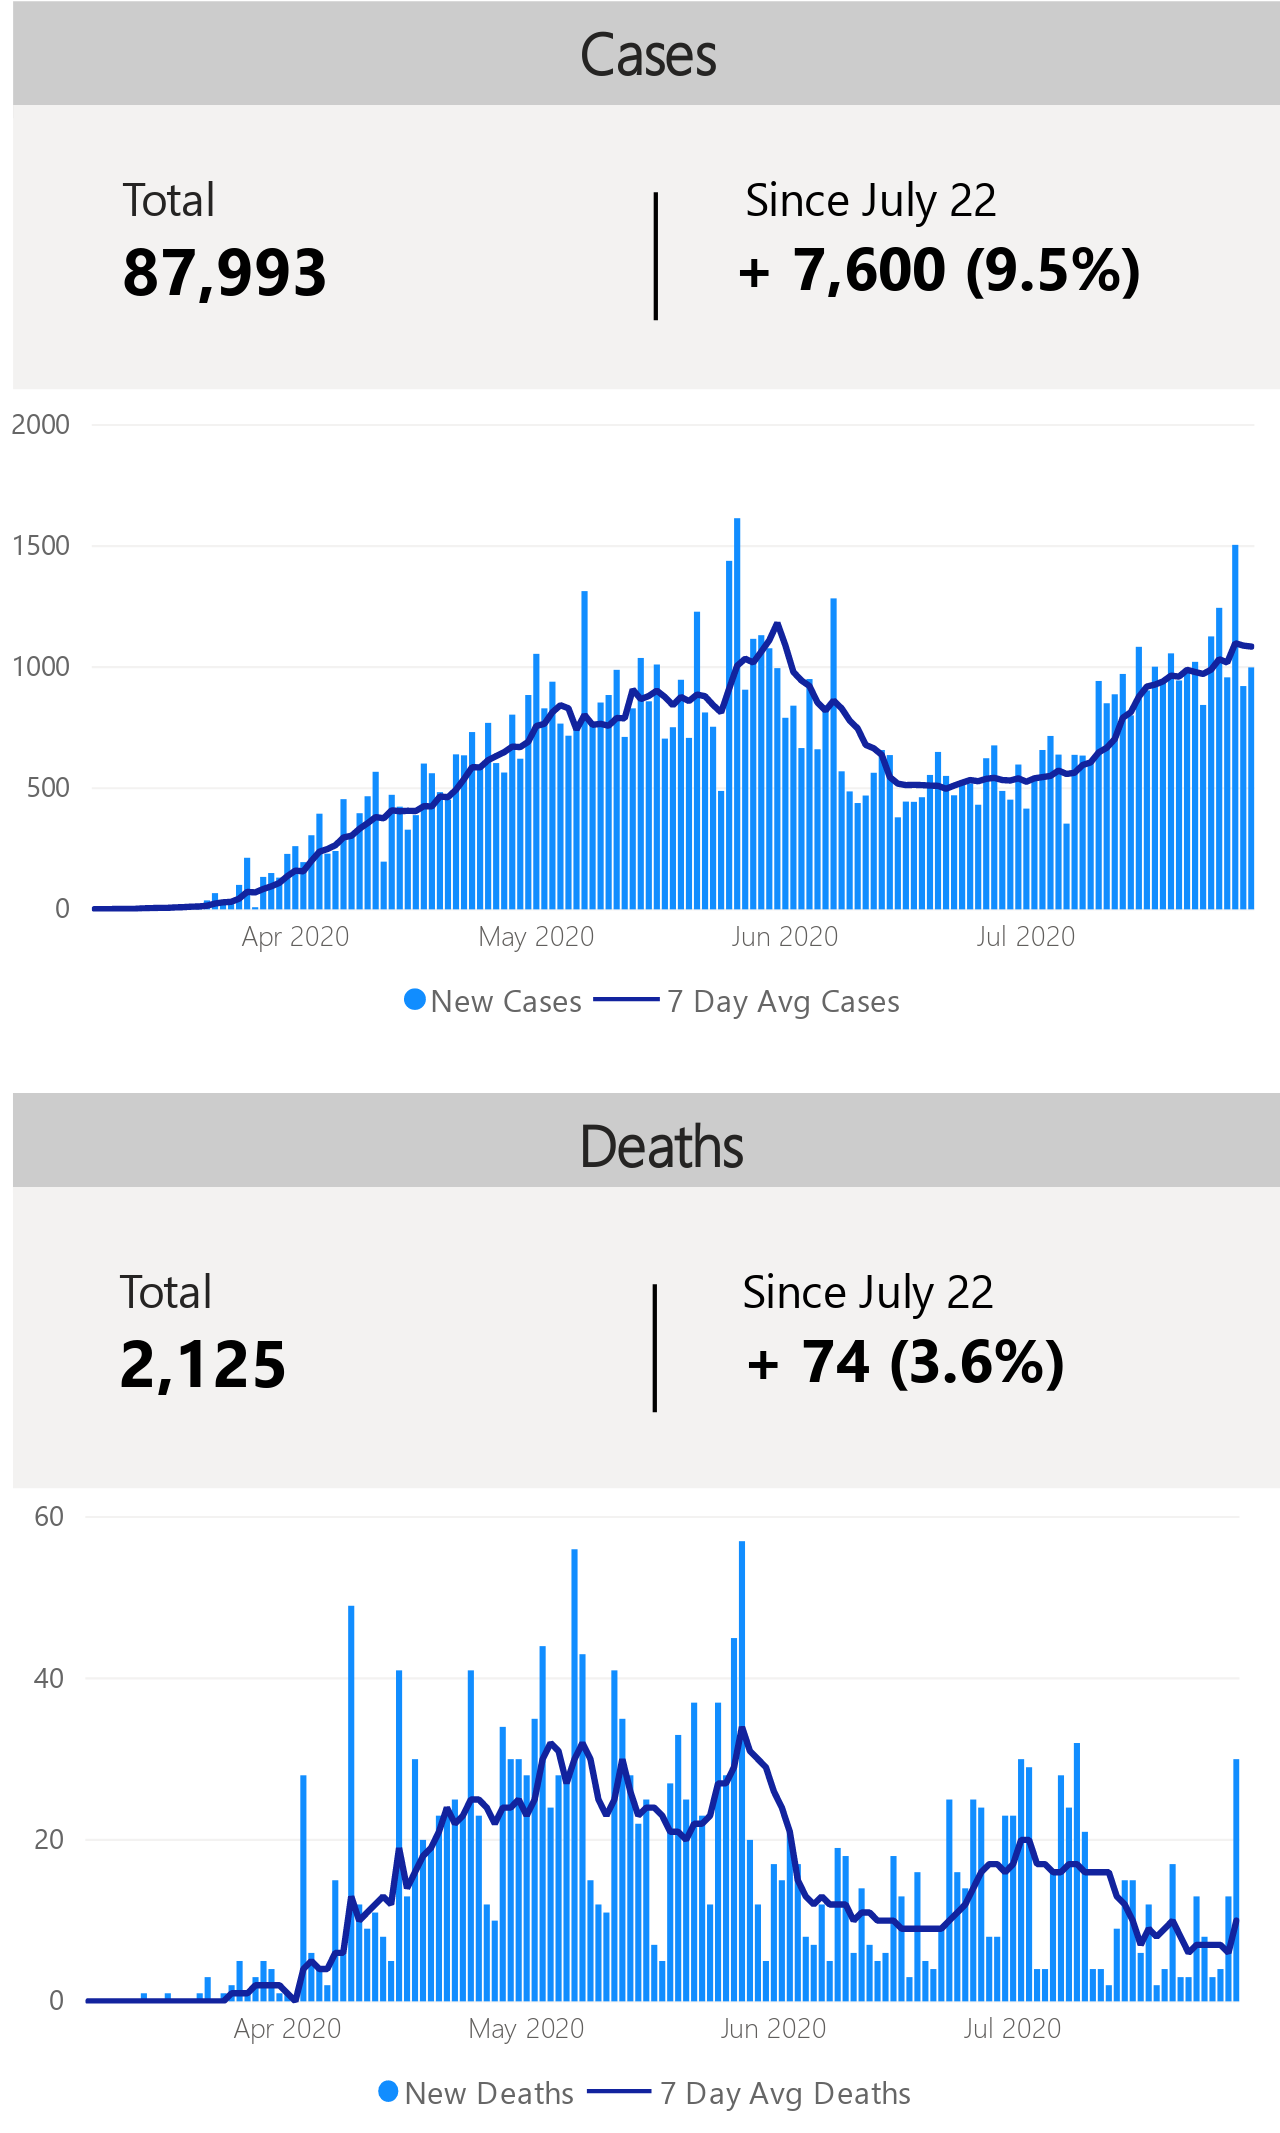 Cases
Total
Since July 22
87,993
+ 7,600 (9.5%)
2000
1500
1000
500
0
Apr 2020
May 2020
Jun 2020
Jul 2020
New Cases
7 Day Avg Cases
Deaths
Total
Since July 22
2,125
+ 74 (3.6%)
60
40
20
0
Apr 2020
May 2020
Jun 2020
Jul 2020
New Deaths
7 Day Avg Deaths